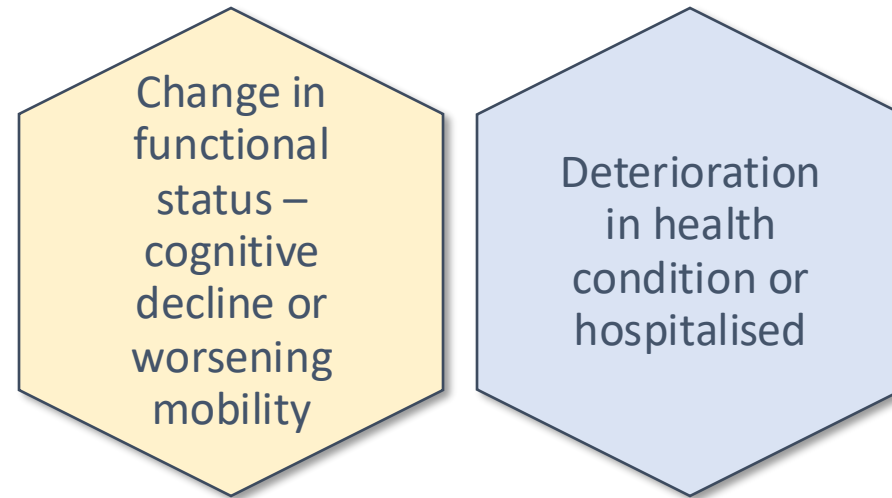 Change in
functional
status –
cognitive
decline or
worsening
mobility
Deterioration
in health
condition or
hospitalised